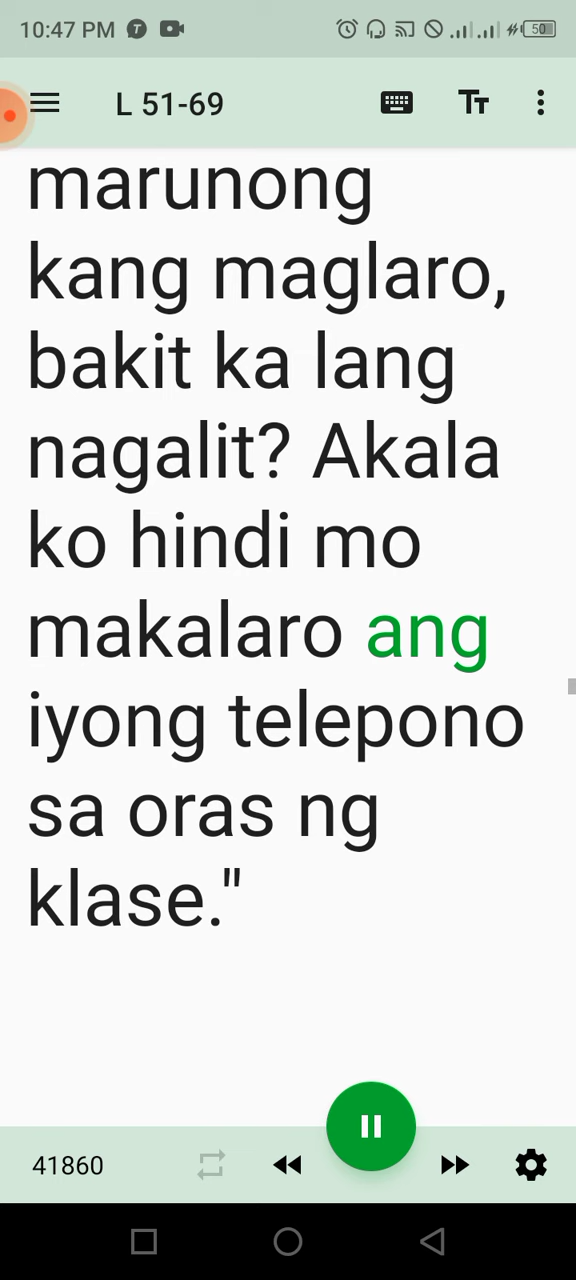 10:47 PM
50
L 51-69
marunong
kang maglaro,
bakit ka lang
nagalit? Akala
ko hindi mo
makalaro ang
iyong telepono
sa oras ng
klase."
41860